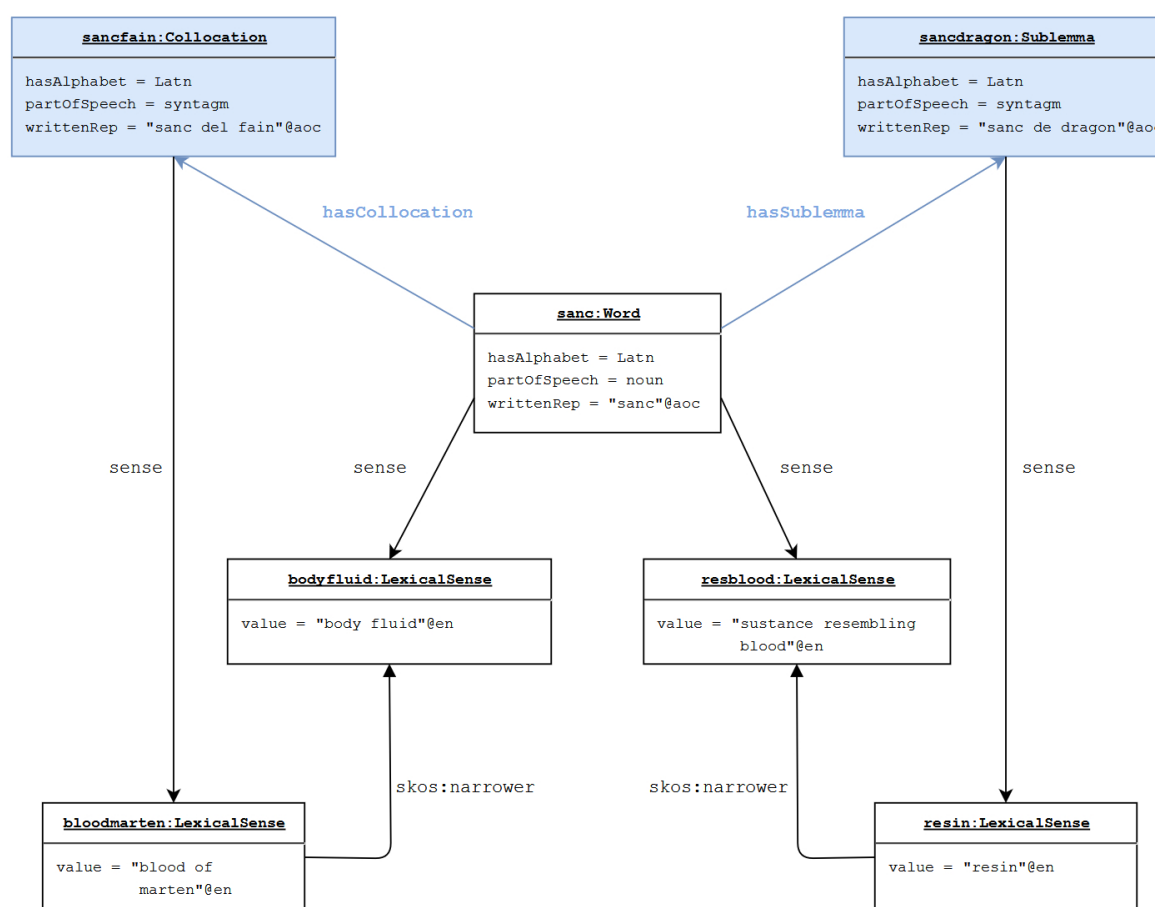 sancfain:Collocation
hasAlphabet = Latn
partOfSpeech = syntagm
writtenRep = "sanc del fain"@aoc
sancdragon:Sublemma
hasAlphabet = Latn
partOfSpeech = syntagm
writtenRep = "sanc de dragon"@aoc
hasCollocation
hasSublemma
sanc:Word
hasAlphabet = Latn
partOfSpeech = noun
writtenRep = "sanc"@aoc
sense
sense
sense
sense
bodyfluid:LexicalSense
value = "body fluid"@en
resblood:LexicalSense
value = "sustance resembling
blood"@en
skos:narrower
skos:narrower
bloodmarten:LexicalSense
value = "blood of
marten"@en
resin:LexicalSense
value = "resin"@en